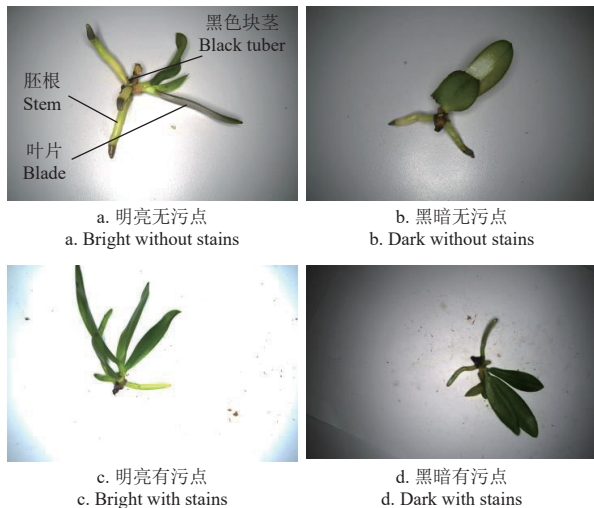 黑色块茎
Black tuber
胚根
Stem
叶片
Blade
a. 明亮无污点
a. Bright without stains
b. 黑暗无污点
b. Dark without stains
c. 明亮有污点
c. Bright with stains
d. 黑暗有污点
d. Dark with stains